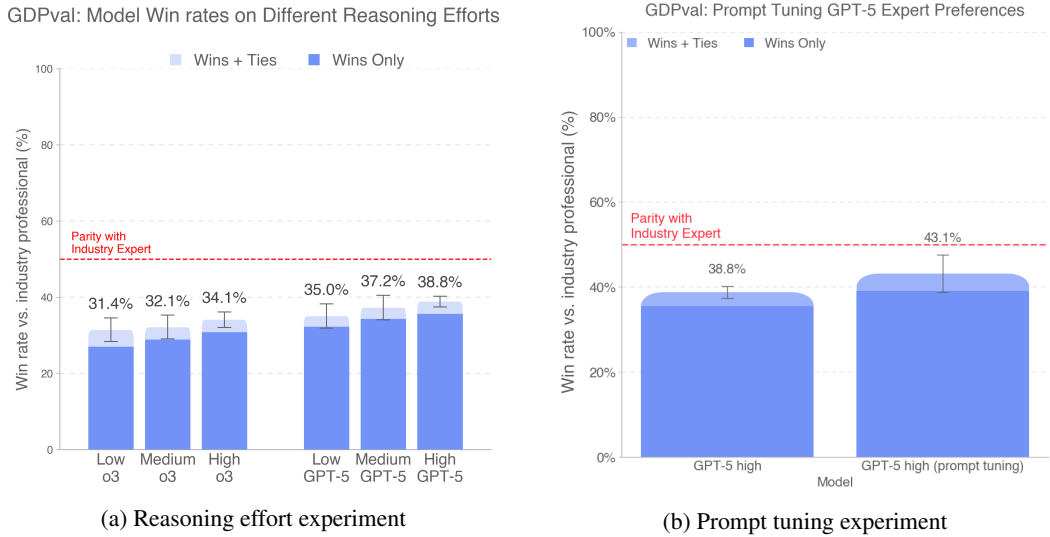 GDPval: Model Win rates on Different Reasoning Efforts
Wins + Ties
Wins Only
Win rate vs. industry professional (%)
100
80
60
40
20
0
Parity with
Industry Expert
31.4%
32.1%
34.1%
35.0%
37.2%
38.8%
Low
o3
Medium
o3
High
o3
Low
GPT-5
Medium
GPT-5
High
GPT-5
(a) Reasoning effort experiment
GDPval: Prompt Tuning GPT-5 Expert Preferences
Wins + Ties
Wins Only
Win rate vs. industry professional (%)
100%
80%
60%
40%
20%
0%
Parity with
Industry Expert
38.8%
43.1%
GPT-5 high
GPT-5 high (prompt tuning)
Model
(b) Prompt tuning experiment